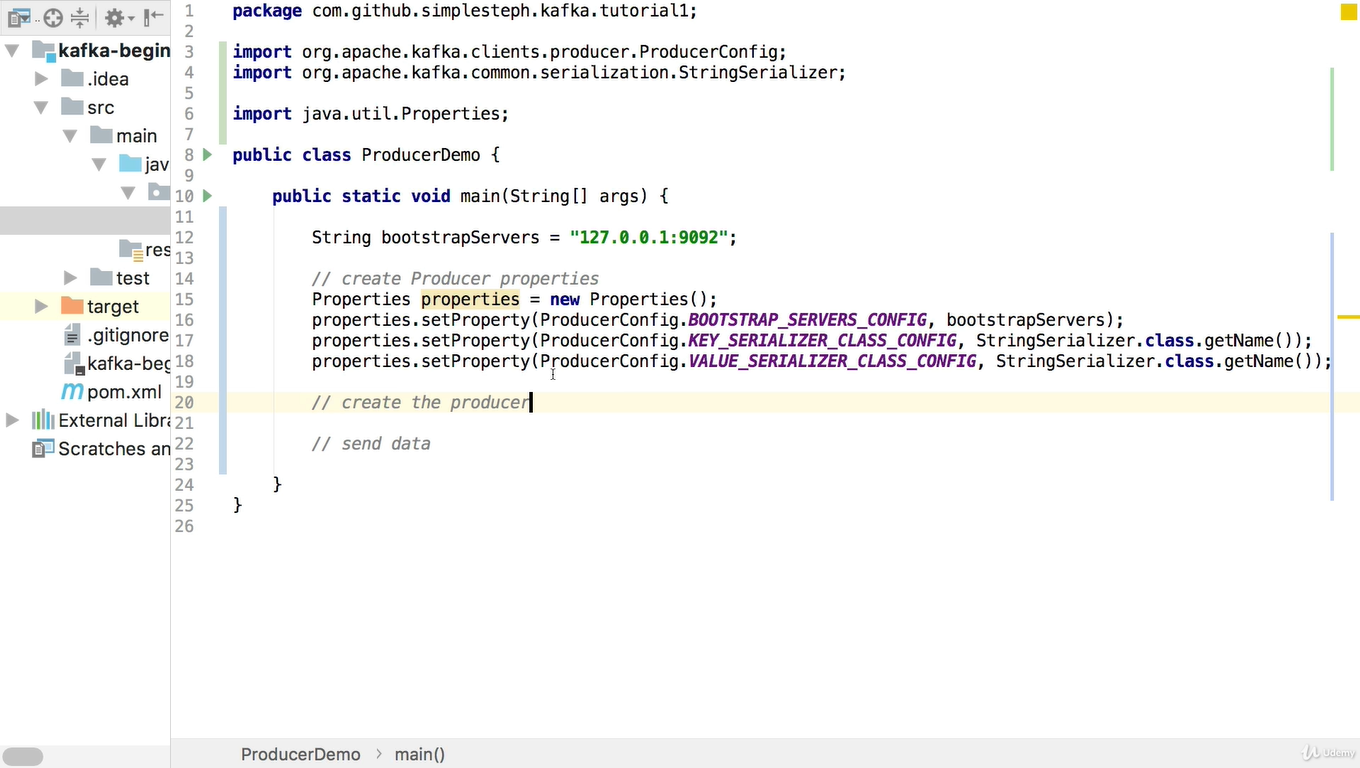 kafka-begin
.idea
src
main
jav
res
test
target
.gitignore
kafka-beg
pom.xml
External Libra
Scratches an
1 package com.github.simplesteph.kafka.tutorial1;
2
3 import org.apache.kafka.clients.producer.ProducerConfig;
4 import org.apache.kafka.common.serialization.StringSerializer;
5
6 import java.util.Properties;
7
8 public class ProducerDemo {
9
10 public static void main(String[] args) {
11
12 String bootstrapServers = "127.0.0.1:9092";
13
14 // create Producer properties
15 Properties properties = new Properties();
16 properties.setProperty(ProducerConfig.BOOTSTRAP_SERVERS_CONFIG, bootstrapServers);
17 properties.setProperty(ProducerConfig.KEY_SERIALIZER_CLASS_CONFIG, StringSerializer.class.getName());
18 properties.setProperty(ProducerConfig.VALUE_SERIALIZER_CLASS_CONFIG, StringSerializer.class.getName());
19
20 // create the producer
21
22 // send data
23
24 }
25 }
26
ProducerDemo > main()
Udemy